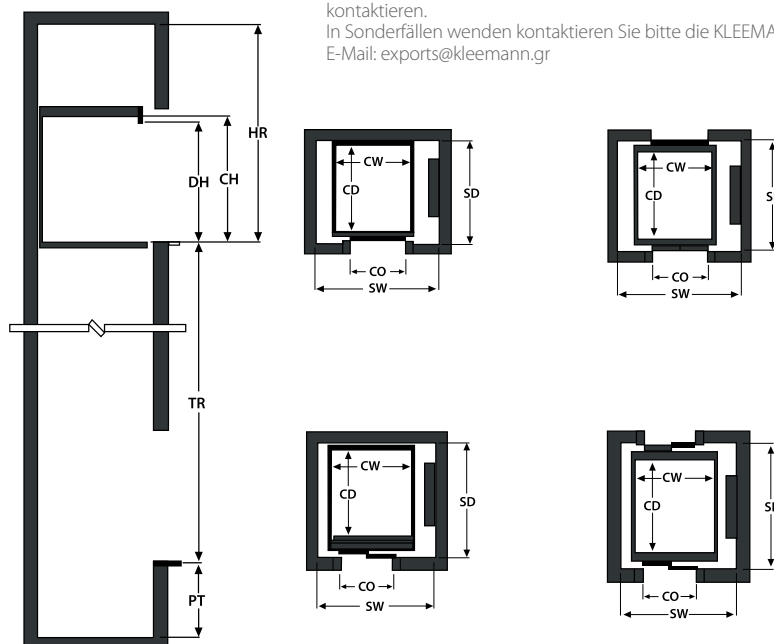 kontaktieren.
In Sonderfällen wenden kontaktieren Sie bitte die KLEEMA
E-Mail: exports@kleemann.gr
HR
CH
DH
TR
PT
CW
CD
SD
CO
SW
CW
CD
S
CO
SW
CW
CD
SD
CO
SW
CW
CD
CO
SW